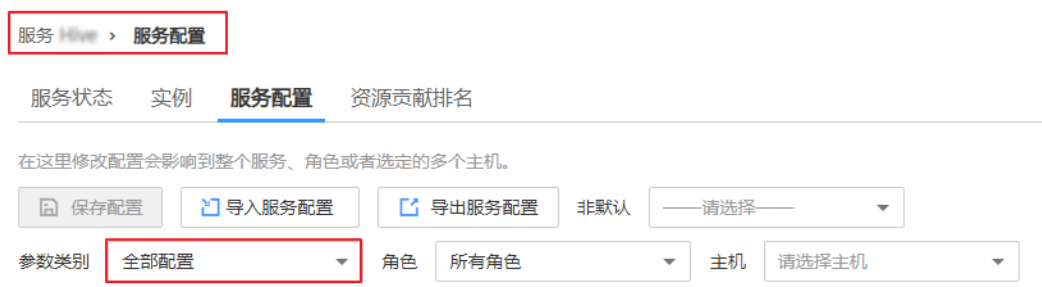 服务 Hive > 服务配置
服务状态 实例 服务配置 资源贡献排名
在这里修改配置会影响到整个服务、角色或者选定的多个主机。
保存配置 导入服务配置 导出服务配置 非默认 ——请选择——
参数类别 全部配置 角色 所有角色 主机 请选择主机